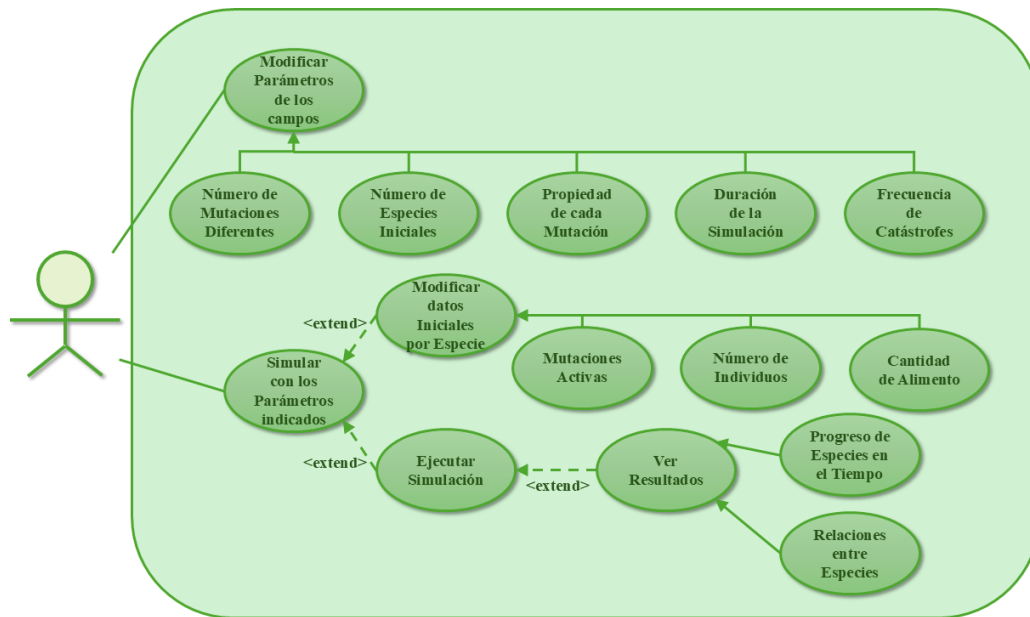 Modificar
Parámetros
de los
campos
Número de
Mutaciones
Diferentes
Número de
Especies
Iniciales
Propiedad
de cada
Mutación
Duración
de la
Simulación
Frecuencia
de
Catástrofes
Modificar
datos
Iniciales
por Especie
<extend>
Mutaciones
Activas
Número de
Individuos
Cantidad
de Alimento
Simular
con los
Parámetros
indicados
<extend>
Ejecutar
Simulación
<extend>
Ver
Resultados
Progreso de
Especies en
el Tiempo
Relaciones
entre
Especies